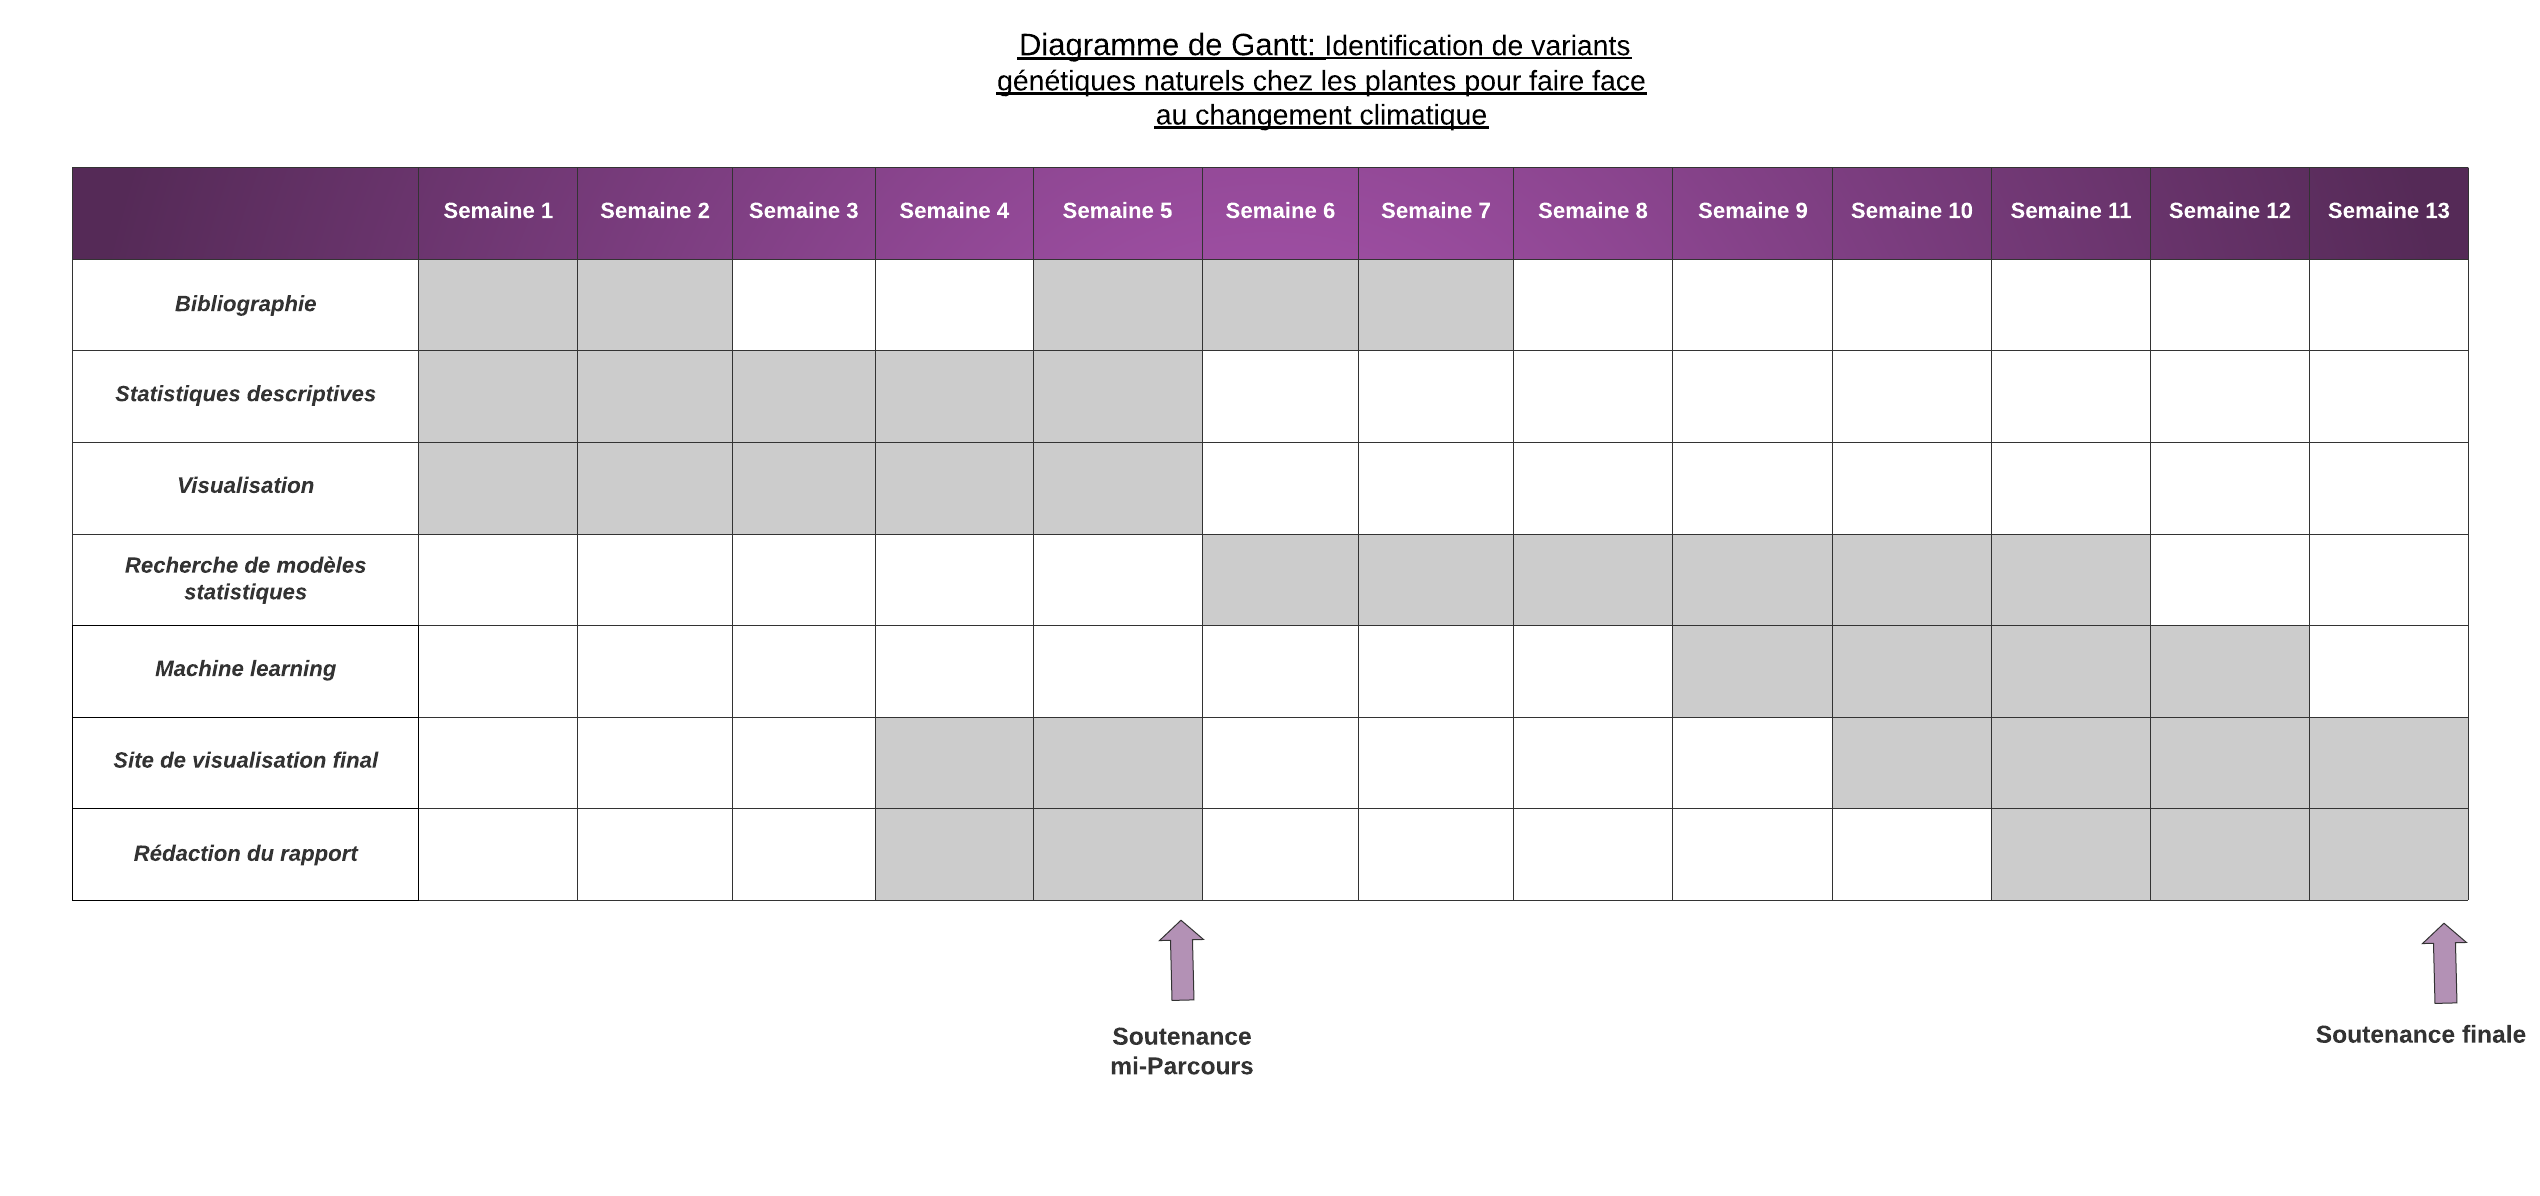 Diagramme de Gantt: Identification de variants
génétiques naturels chez les plantes pour faire face
au changement climatique
Semaine 1 Semaine 2 Semaine 3 Semaine 4 Semaine 5 Semaine 6 Semaine 7 Semaine 8 Semaine 9 Semaine 10 Semaine 11 Semaine 12 Semaine 13
Bibliographie
Statistiques descriptives
Visualisation
Recherche de modèles
statistiques
Machine learning
Site de visualisation final
Rédaction du rapport
Soutenance
mi-Parcours
Soutenance finale